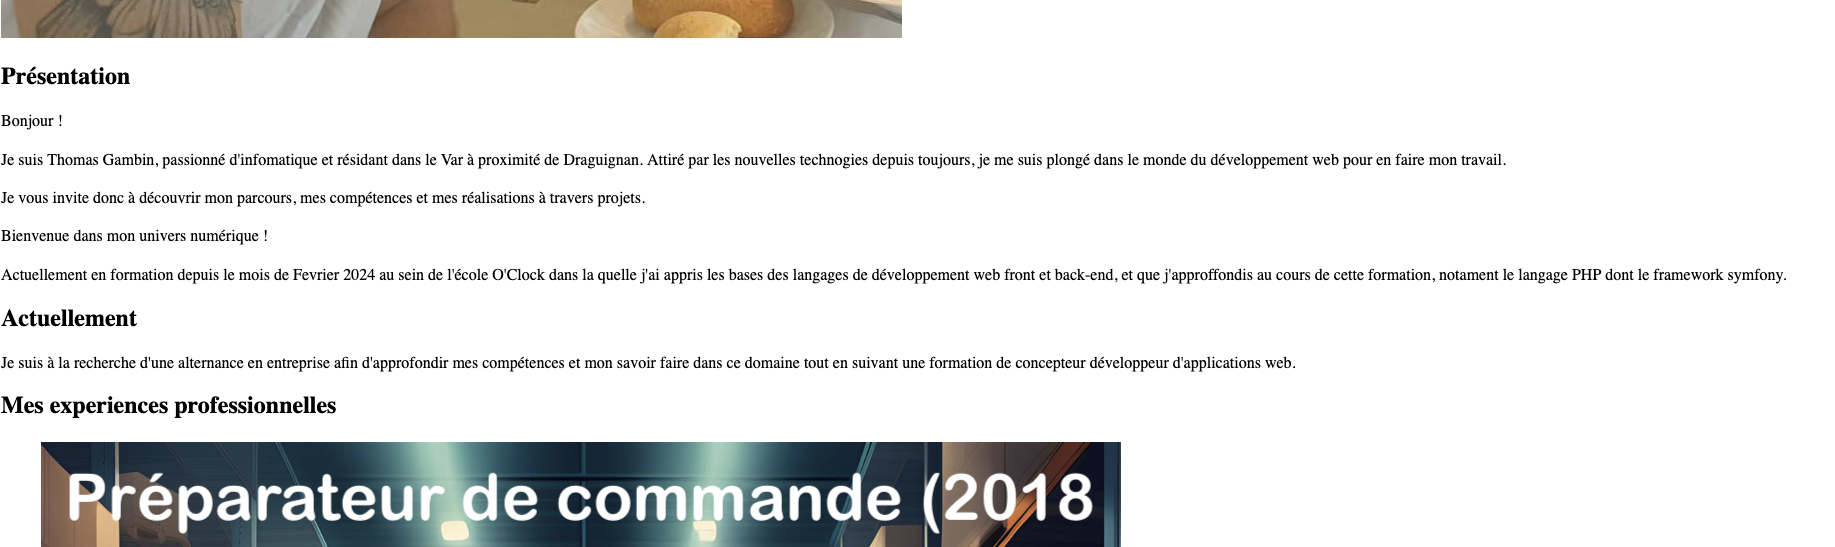 Présentation
Bonjour !
Je suis Thomas Gambin, passionné d'infomatique et résidant dans le Var à proximité de Draguignan. Attiré par les nouvelles technogies depuis toujours, je me suis plongé dans le monde du développement web pour en faire mon travail.
Je vous invite donc à découvrir mon parcours, mes compétences et mes réalisations à travers projets.
Bienvenue dans mon univers numérique !
Actuellement en formation depuis le mois de Fevrier 2024 au sein de l'école O'Clock dans la quelle j'ai appris les bases des langages de développement web front et back-end, et que j'approffondis au cours de cette formation, notament le langage PHP dont le framework symfony.
Actuellement
Je suis à la recherche d'une alternance en entreprise afin d'approfondir mes compétences et mon savoir faire dans ce domaine tout en suivant une formation de concepteur développeur d'applications web.
Mes experiences professionnelles
Préparateur de commande (2018